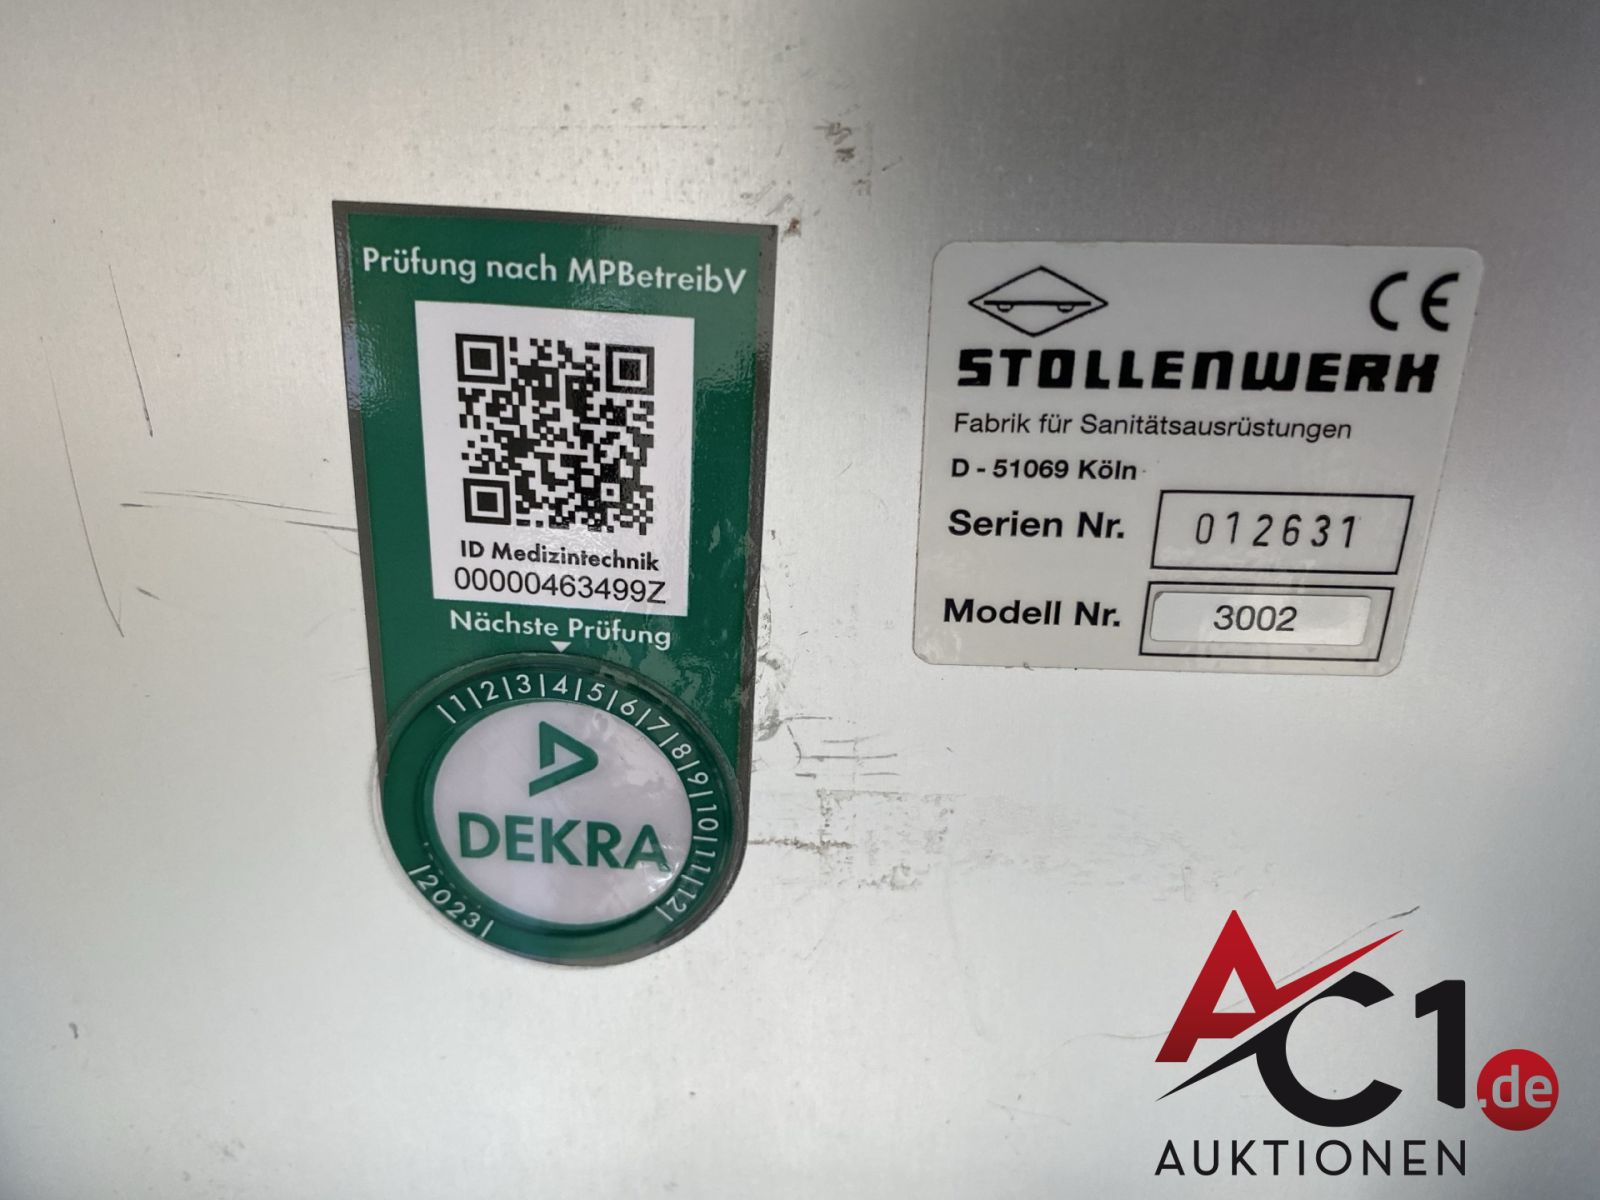 Prüfung nach MPBetreibV
ID Medizintechnik
00000463499Z
Nächste Prüfung
|1|2|3|4|5|6|7|8|9|10|11|12|
DEKRA
|2023|
CE
STOLLENWERK
Fabrik für Sanitätsausrüstungen
D - 51069 Köln
Serien Nr. 012631
Modell Nr. 3002
AC1.de
AUKTIONEN